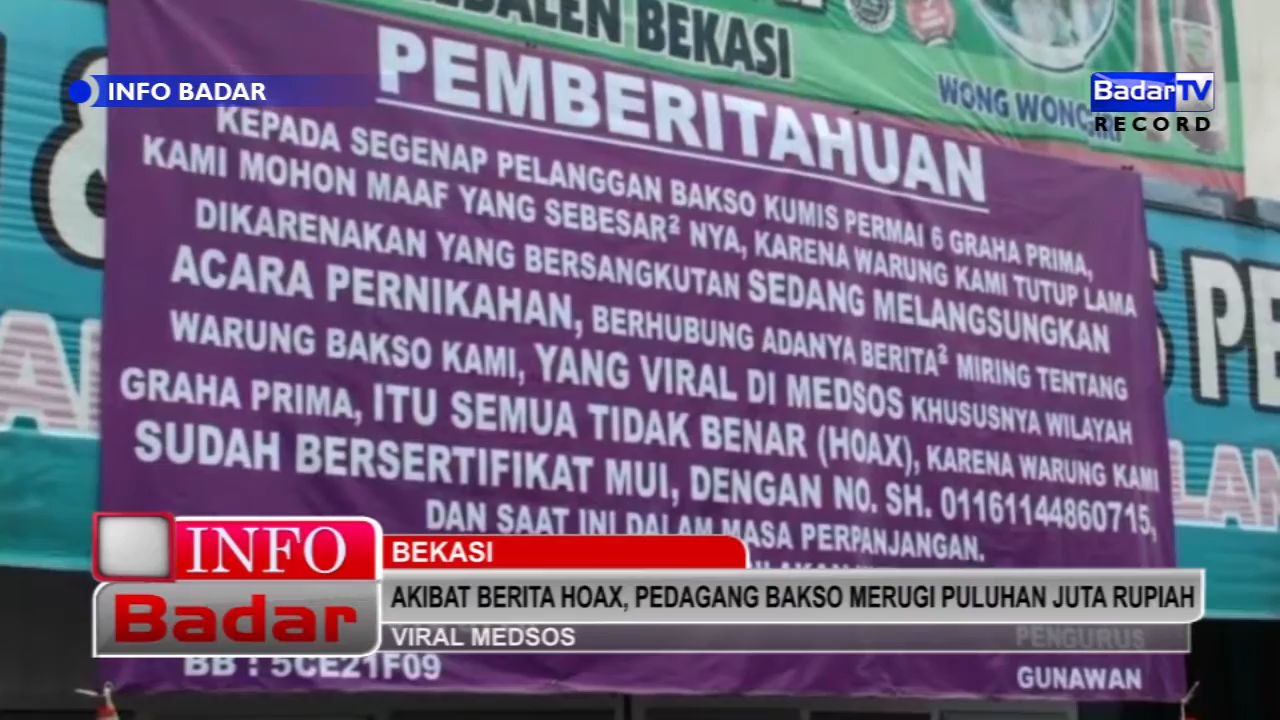 EBALEN BEKASI
WONG WONG
INFO BADAR
BadarTV
RECORD
PEMBERITAHUAN
KEPADA SEGENAP PELANGGAN BAKSO KUMIS PERMAI 6 GRAHA PRIMA,
KAMI MOHON MAAF YANG SEBESAR² NYA, KARENA WARUNG KAMI TUTUP LAMA
DIKARENAKAN YANG BERSANGKUTAN SEDANG MELANGSUNGKAN
ACARA PERNIKAHAN, BERHUBUNG ADANYA BERITA² MIRING TENTANG
WARUNG BAKSO KAMI, YANG VIRAL DI MEDSOS KHUSUSNYA WILAYAH
GRAHA PRIMA, ITU SEMUA TIDAK BENAR (HOAX), KARENA WARUNG KAMI
SUDAH BERSERTIFIKAT MUI, DENGAN NO. SH. 01161144860715,
DAN SAAT INI DALAM MASA PERPANJANGAN.
INFO
Badar
BEKASI
AKIBAT BERITA HOAX, PEDAGANG BAKSO MERUGI PULUHAN JUTA RUPIAH
VIRAL MEDSOS
PENGURUS
BB : 5CE21F09
GUNAWAN